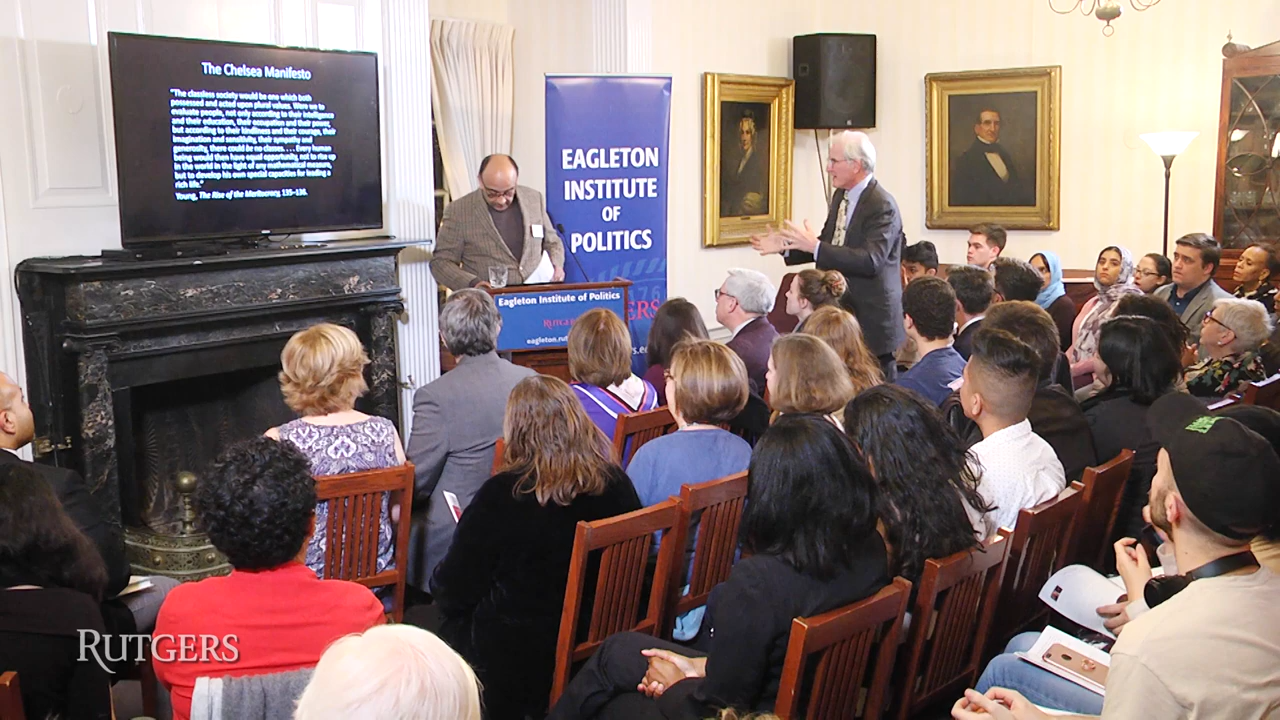 The Chelsea Manifesto
"The classless society would be one which both
possessed and acted upon plural values. Were we to
evaluate people, not only according to their intelligence
and their education, their occupation and their power,
but according to their kindliness and their courage, their
imagination and sensitivity, their sympathy and
generosity, there could be no classes. . . . Every human
being would then have equal opportunity, not to rise up
in the world in the light of any mathematical measure,
but to develop his own special capacities for leading a
rich life."
Young, The Rise of the Meritocracy, 135–136.
EAGLETON
INSTITUTE
OF
POLITICS
Eagleton Institute of Politics
eagleton.rut
RUTGERS